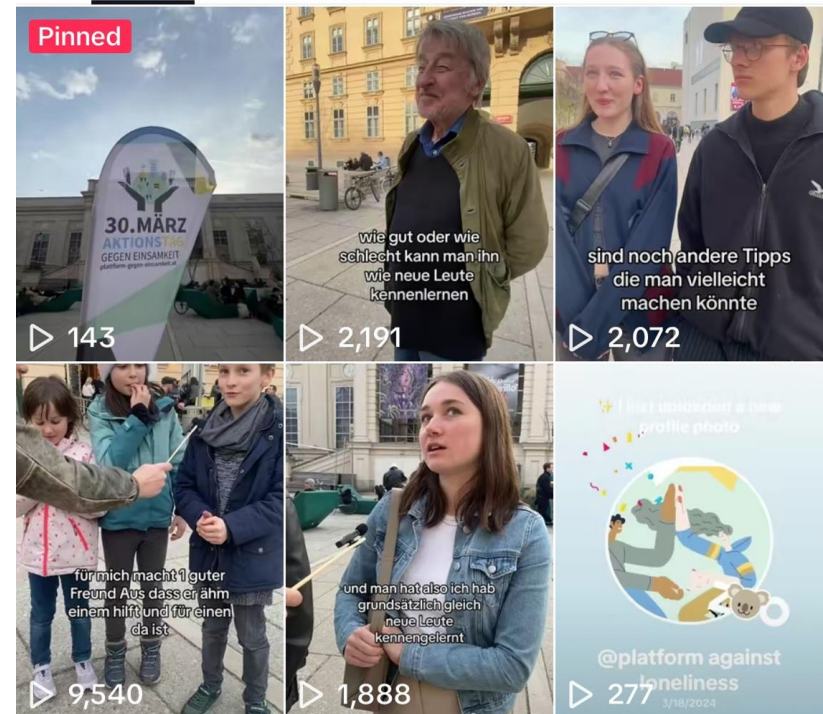 Pinned
30.MÄRZ
AKTIONSTAG
GEGEN EINSAMKEIT
plattform-gegen-einsamkeit.at
143
wie gut oder wie
schlecht kann man ihn
wie neue Leute
kennenlernen
2,191
sind noch andere Tipps
die man vielleicht
machen könnte
2,072
für mich macht 1 guter
Freund Aus dass er ähm
einem hilft und für einen
da ist
9,540
und man hat also ich hab
grundsätzlich gleich
neue Leute
kennengelernt
1,888
I just uploaded a new
profile photo
@platform against
loneliness
3/18/2024
277